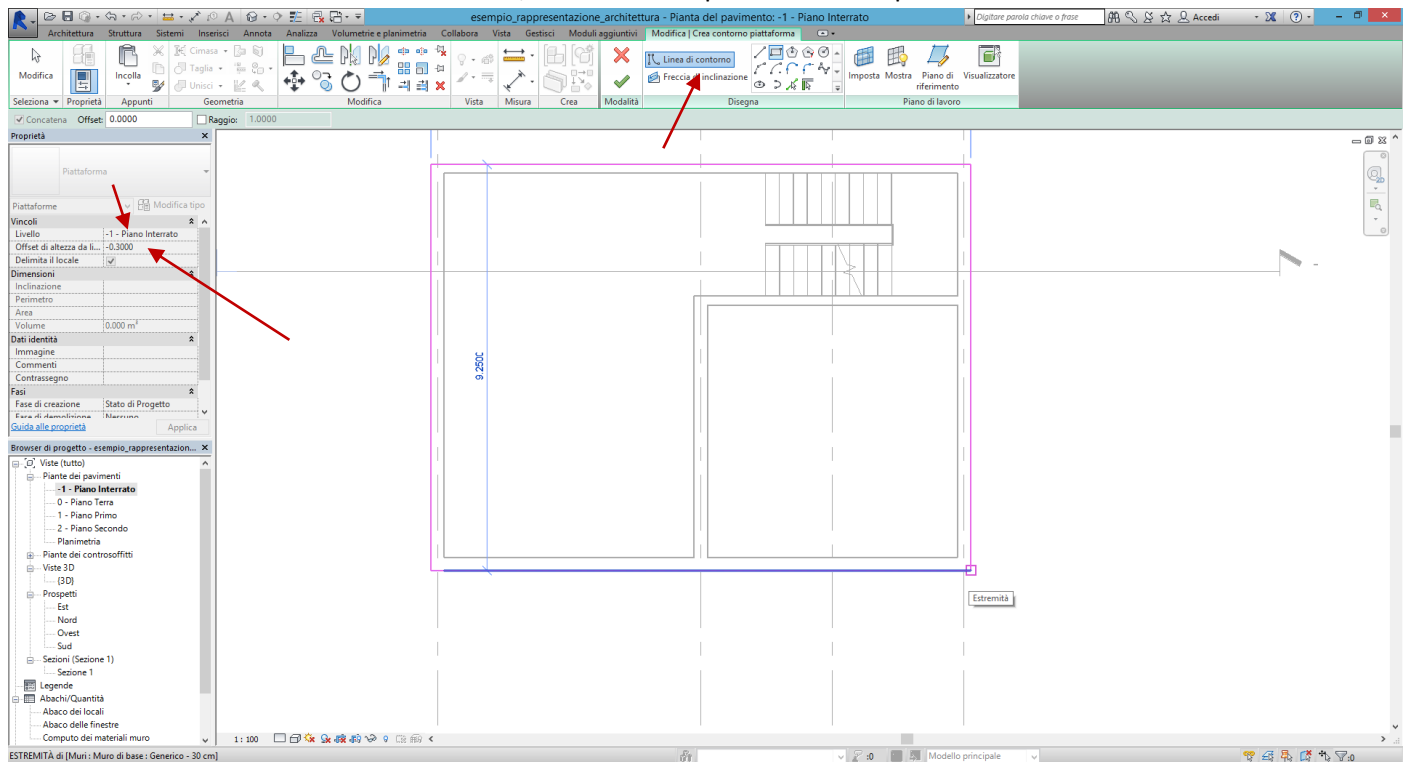 esempio_rappresentazione_architettura - Pianta del pavimento: -1 - Piano Interrato
Digitare parola chiave o frase
Accedi
Architettura Struttura Sistemi Inserisci Annota Analizza Volumetrie e planimetria Collabora Vista Gestisci Moduli aggiuntivi Modifica | Crea contorno piattaforma
Modifica
Incolla
Cimasa
Taglia
Unisci
Linea di contorno
Freccia di inclinazione
Imposta Mostra Piano di riferimento Visualizzatore
Seleziona Proprietà Appunti Geometria Modifica Vista Misura Crea Modalità Disegna Piano di lavoro
Concatena Offset: 0.0000 Raggio: 1.0000
Proprietà
Piattaforma
Piattaforme Modifica tipo
Vincoli
Livello -1 - Piano Interrato
Offset di altezza da li... -0.3000
Delimita il locale
Dimensioni
Inclinazione
Perimetro
Area
Volume 0.000 m³
Dati identità
Immagine
Commenti
Contrassegno
Fasi
Fase di creazione Stato di Progetto
Fase di demolizione Nessuno
Guida alle proprietà Applica
Browser di progetto - esempio_rappresentazion...
Viste (tutto)
Piante dei pavimenti
-1 - Piano Interrato
0 - Piano Terra
1 - Piano Primo
2 - Piano Secondo
Planimetria
Piante dei controsoffitti
Viste 3D
{3D}
Prospetti
Est
Nord
Ovest
Sud
Sezioni (Sezione 1)
Sezione 1
Legende
Abachi/Quantità
Abaco dei locali
Abaco delle finestre
Computo dei materiali muro
9.2500
Estremità
1 : 100
ESTREMITÀ di [Muri : Muro di base : Generico - 30 cm]
:0
Modello principale
:0